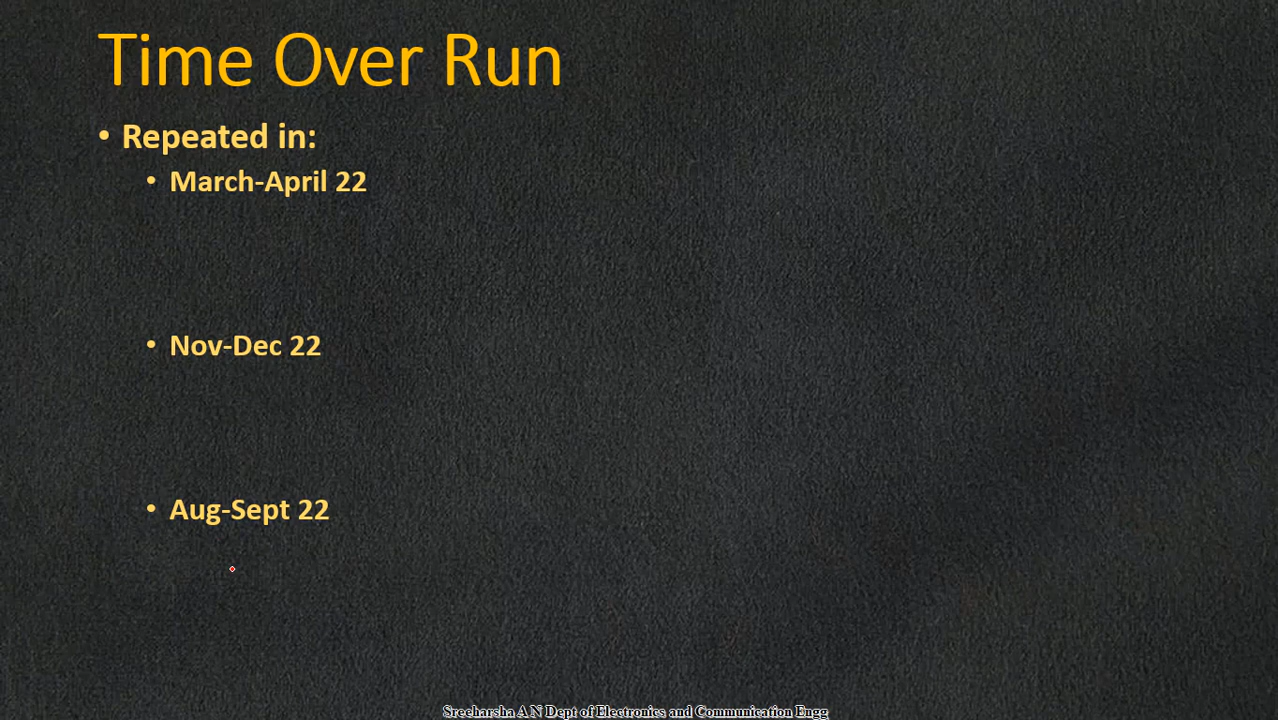 Time Over Run
• Repeated in:
• March-April 22
• Nov-Dec 22
• Aug-Sept 22
Sreeharsha A N Dept of Electronics and Communication Engg